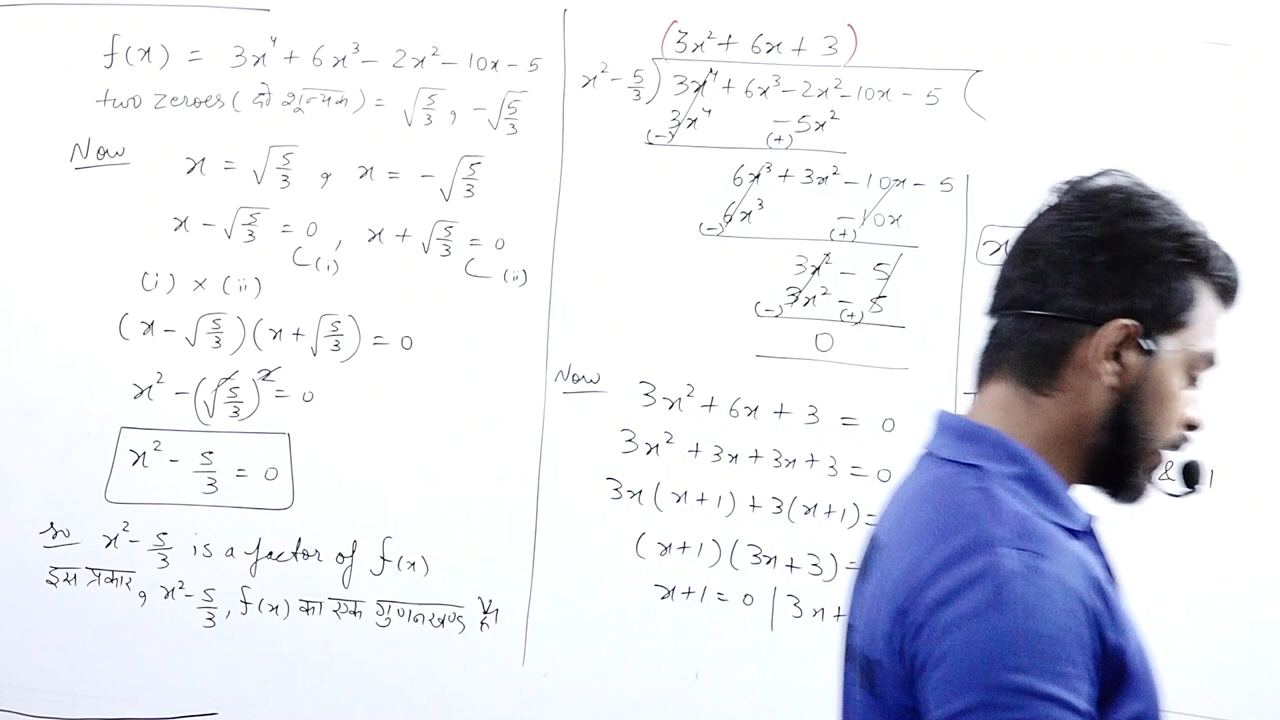 f(x) = 3x⁴ + 6x³ - 2x² - 10x - 5
two zeroes (दो शून्यक) = √(5/3), -√(5/3)
Now x = √(5/3), x = -√(5/3)
x - √(5/3) = 0, x + √(5/3) = 0
(i) (ii)
(i) × (ii)
(x - √(5/3))(x + √(5/3)) = 0
x² - (√(5/3))² = 0
x² - 5/3 = 0
so x² - 5/3 is a factor of f(x)
इस प्रकार, x² - 5/3, f(x) का एक गुणनखण्ड है।
(3x² + 6x + 3)
x² - 5/3 ) 3x⁴ + 6x³ - 2x² - 10x - 5 (
3x⁴ - 5x²
(-) (+)
6x³ + 3x² - 10x - 5
6x³ - 10x
(-) (+)
3x² - 5
3x² - 5
(-) (+)
0
Now 3x² + 6x + 3 = 0
3x² + 3x + 3x + 3 = 0
3x(x+1) + 3(x+1) =
(x+1)(3x+3) =
x+1 = 0 | 3x+
x
& 1